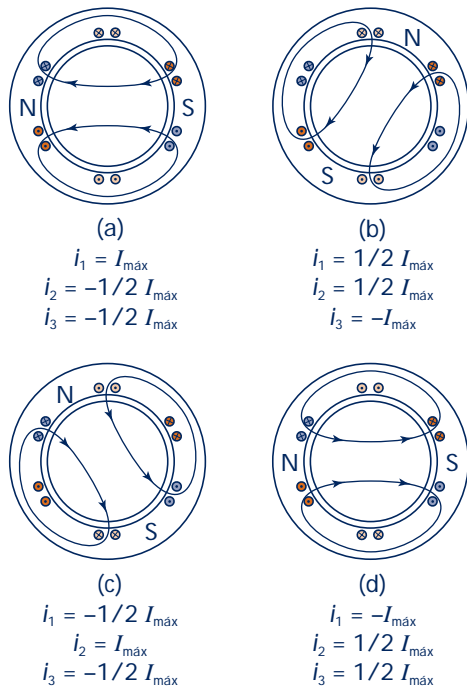 N S
(a)
i₁ = Iₘáₓ
i₂ = –1/2 Iₘáₓ
i₃ = –1/2 Iₘáₓ
N
S
(b)
i₁ = 1/2 Iₘáₓ
i₂ = 1/2 Iₘáₓ
i₃ = –Iₘáₓ
N
S
(c)
i₁ = –1/2 Iₘáₓ
i₂ = Iₘáₓ
i₃ = –1/2 Iₘáₓ
N S
(d)
i₁ = –Iₘáₓ
i₂ = 1/2 Iₘáₓ
i₃ = 1/2 Iₘáₓ